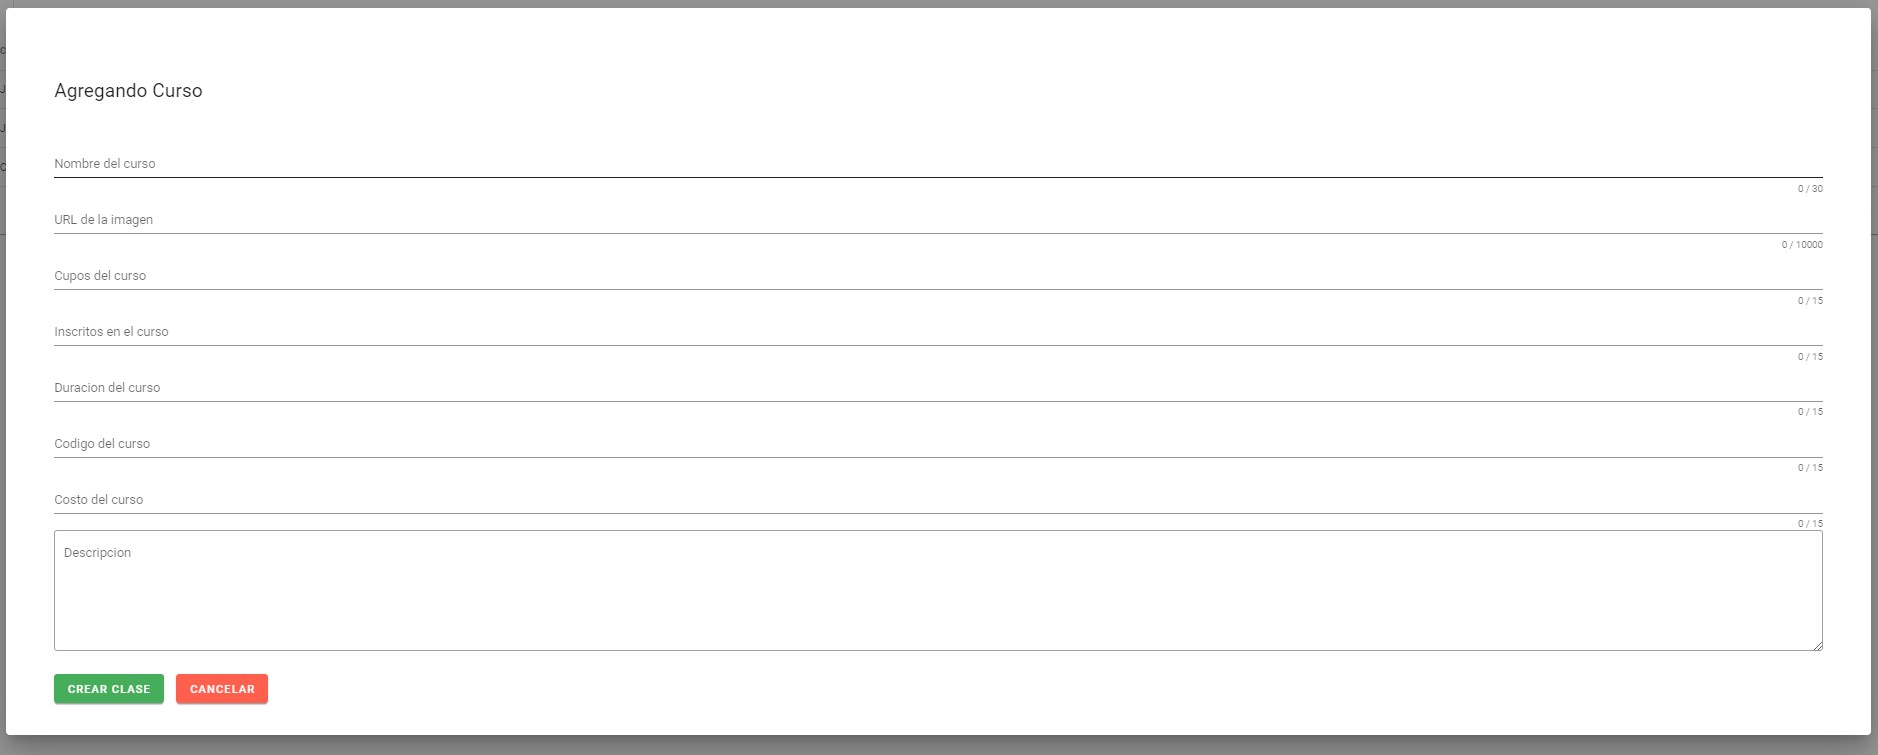 Agregando Curso
Nombre del curso
0 / 30
URL de la imagen
0 / 10000
Cupos del curso
0 / 15
Inscritos en el curso
0 / 15
Duracion del curso
0 / 15
Codigo del curso
0 / 15
Costo del curso
0 / 15
Descripcion
CREAR CLASE CANCELAR